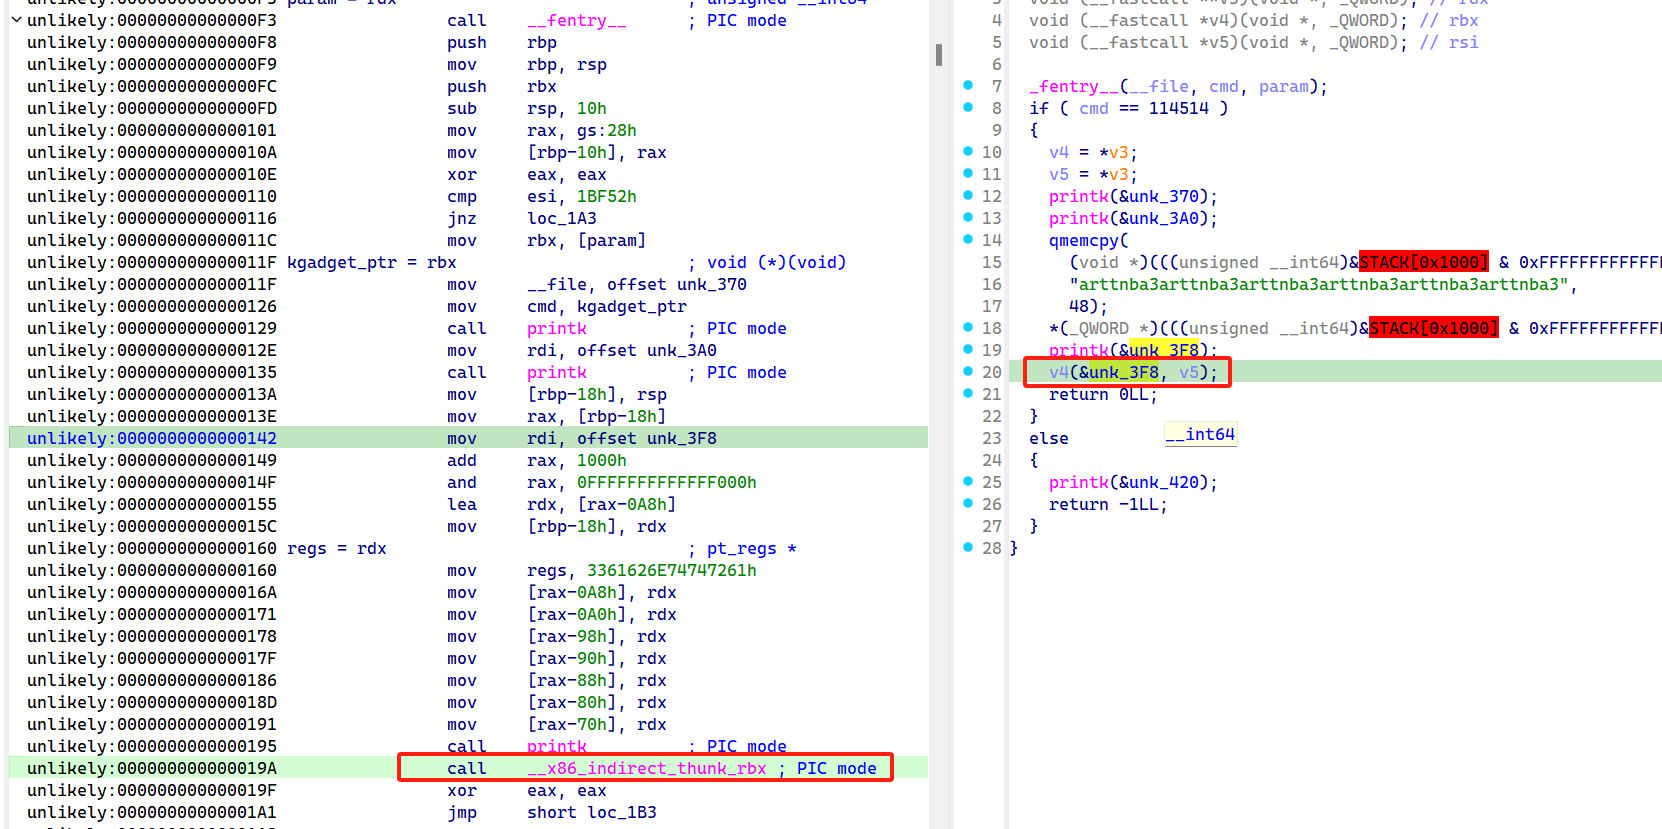 unlikely:00000000000000F3 call __fentry__ ; PIC mode
unlikely:00000000000000F8 push rbp
unlikely:00000000000000F9 mov rbp, rsp
unlikely:00000000000000FC push rbx
unlikely:00000000000000FD sub rsp, 10h
unlikely:0000000000000101 mov rax, gs:28h
unlikely:000000000000010A mov [rbp-10h], rax
unlikely:000000000000010E xor eax, eax
unlikely:0000000000000110 cmp esi, 1BF52h
unlikely:0000000000000116 jnz loc_1A3
unlikely:000000000000011C mov rbx, [param]
unlikely:000000000000011F kgadget_ptr = rbx ; void (*)(void)
unlikely:000000000000011F mov __file, offset unk_370
unlikely:0000000000000126 mov cmd, kgadget_ptr
unlikely:0000000000000129 call printk ; PIC mode
unlikely:000000000000012E mov rdi, offset unk_3A0
unlikely:0000000000000135 call printk ; PIC mode
unlikely:000000000000013A mov [rbp-18h], rsp
unlikely:000000000000013E mov rax, [rbp-18h]
unlikely:0000000000000142 mov rdi, offset unk_3F8
unlikely:0000000000000149 add rax, 1000h
unlikely:000000000000014F and rax, 0FFFFFFFFFFFFF000h
unlikely:0000000000000155 lea rdx, [rax-0A8h]
unlikely:000000000000015C mov [rbp-18h], rdx
unlikely:0000000000000160 regs = rdx ; pt_regs *
unlikely:0000000000000160 mov regs, 3361626E74747261h
unlikely:000000000000016A mov [rax-0A8h], rdx
unlikely:0000000000000171 mov [rax-0A0h], rdx
unlikely:0000000000000178 mov [rax-98h], rdx
unlikely:000000000000017F mov [rax-90h], rdx
unlikely:0000000000000186 mov [rax-88h], rdx
unlikely:000000000000018D mov [rax-80h], rdx
unlikely:0000000000000191 mov [rax-70h], rdx
unlikely:0000000000000195 call printk ; PIC mode
unlikely:000000000000019A call __x86_indirect_thunk_rbx ; PIC mode
unlikely:000000000000019F xor eax, eax
unlikely:00000000000001A1 jmp short loc_1B3
4 void (__fastcall *v4)(void *, _QWORD); // rbx
5 void (__fastcall *v5)(void *, _QWORD); // rsi
6
7 _fentry__(__file, cmd, param);
8 if ( cmd == 114514 )
9 {
10 v4 = *v3;
11 v5 = *v3;
12 printk(&unk_370);
13 printk(&unk_3A0);
14 qmemcpy(
15 (void *)(((unsigned __int64)&STACK[0x1000] & 0xFFFFFFFFFFFFF
16 "arttnba3arttnba3arttnba3arttnba3arttnba3arttnba3",
17 48);
18 *(_QWORD *)(((unsigned __int64)&STACK[0x1000] & 0xFFFFFFFFFFFF
19 printk(&unk_3F8);
20 v4(&unk_3F8, v5);
21 return 0LL;
22 }
23 else
__int64
24 {
25 printk(&unk_420);
26 return -1LL;
27 }
28 }